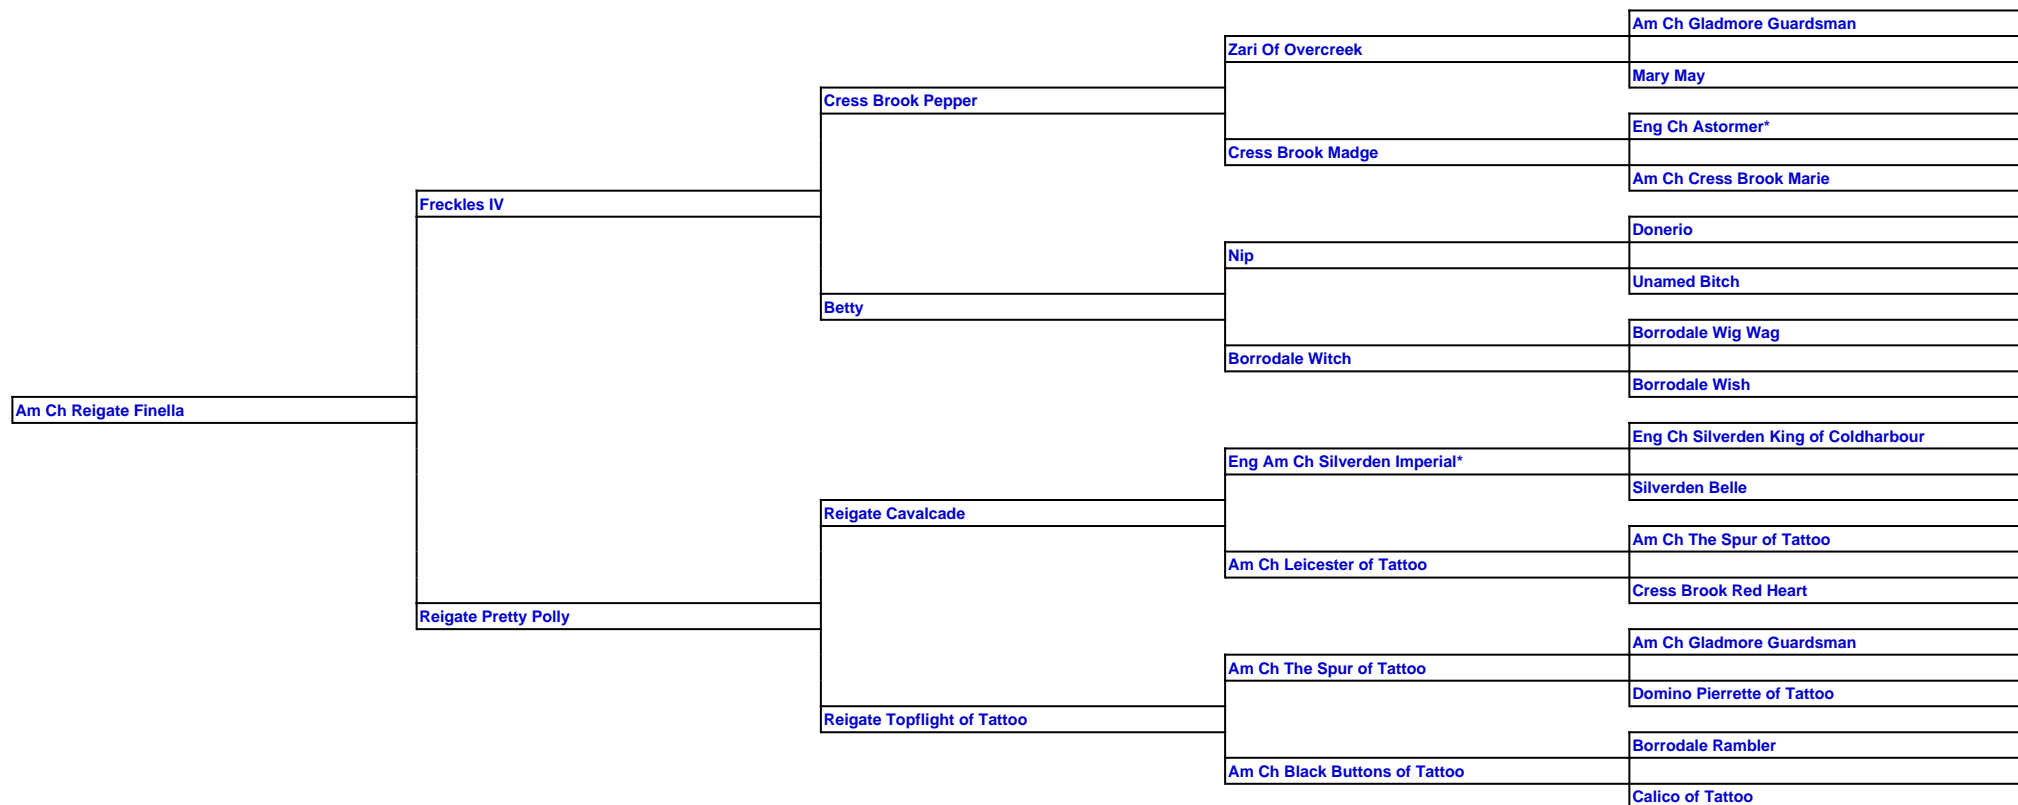 Am Ch Gladmore Guardsman
Zari Of Overcreek
Mary May
Cress Brook Pepper
Eng Ch Astormer*
Cress Brook Madge
Am Ch Cress Brook Marie
Freckles IV
Donerio
Nip
Unamed Bitch
Betty
Borrodale Wig Wag
Borrodale Witch
Borrodale Wish
Am Ch Reigate Finella
Eng Ch Silverden King of Coldharbour
Eng Am Ch Silverden Imperial*
Silverden Belle
Reigate Cavalcade
Am Ch The Spur of Tattoo
Am Ch Leicester of Tattoo
Cress Brook Red Heart
Reigate Pretty Polly
Am Ch Gladmore Guardsman
Am Ch The Spur of Tattoo
Domino Pierrette of Tattoo
Reigate Topflight of Tattoo
Borrodale Rambler
Am Ch Black Buttons of Tattoo
Calico of Tattoo